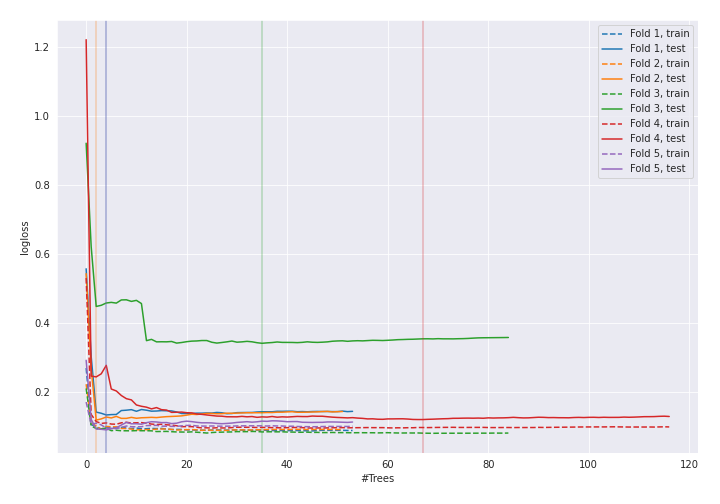 1.2
1.0
0.8
0.6
0.4
0.2
logloss
0
20
40
60
80
100
120
#Trees
Fold 1, train
Fold 1, test
Fold 2, train
Fold 2, test
Fold 3, train
Fold 3, test
Fold 4, train
Fold 4, test
Fold 5, train
Fold 5, test